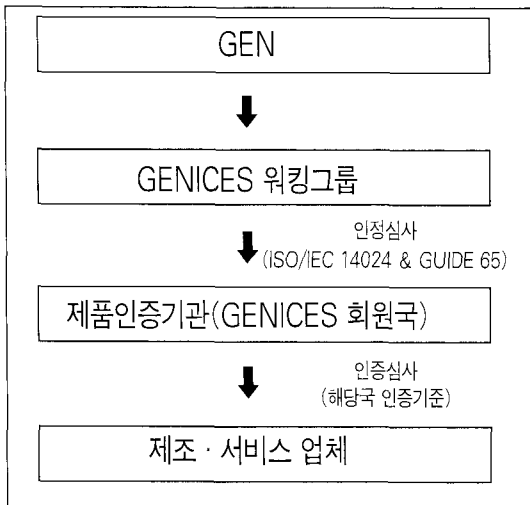 GEN
GENICES 워킹그룹
인정심사
(ISO/IEC 14024 & GUIDE 65)
제품인증기관(GENICES 회원국)
인증심사
(해당국 인증기준)
제조 · 서비스 업체